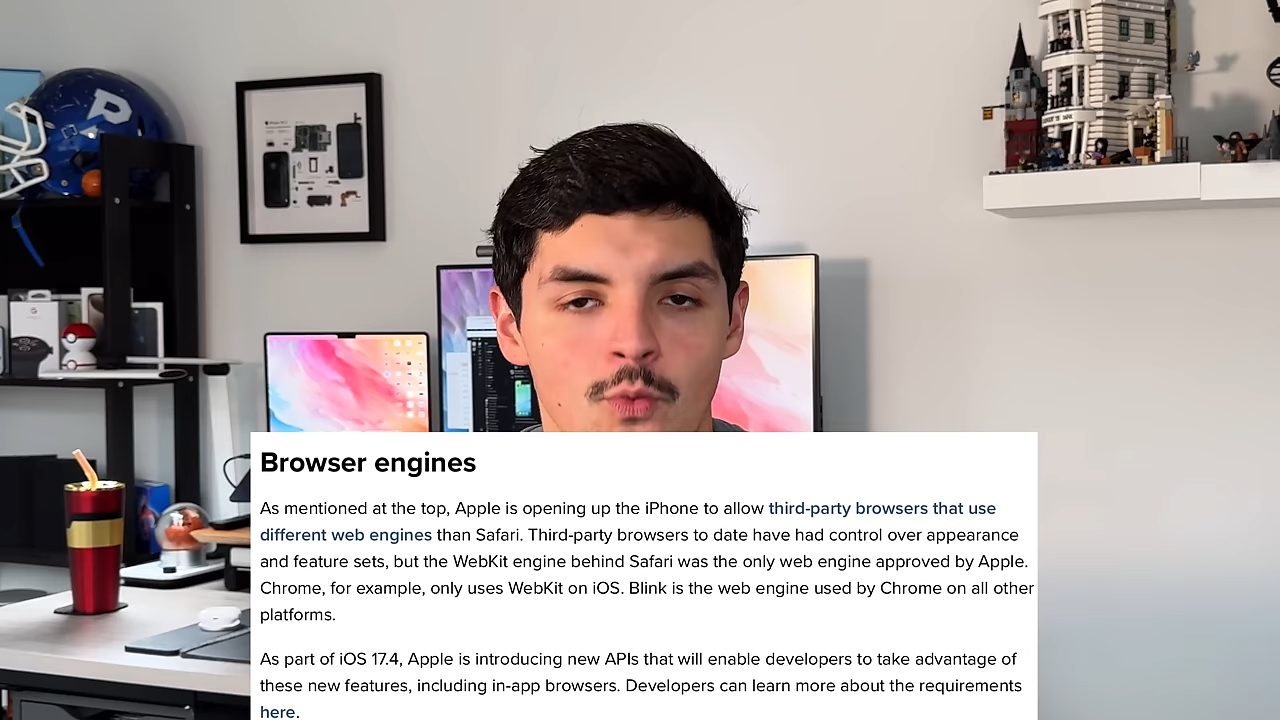 P
Browser engines
As mentioned at the top, Apple is opening up the iPhone to allow third-party browsers that use
different web engines than Safari. Third-party browsers to date have had control over appearance
and feature sets, but the WebKit engine behind Safari was the only web engine approved by Apple.
Chrome, for example, only uses WebKit on iOS. Blink is the web engine used by Chrome on all other
platforms.
As part of iOS 17.4, Apple is introducing new APIs that will enable developers to take advantage of
these new features, including in-app browsers. Developers can learn more about the requirements
here.